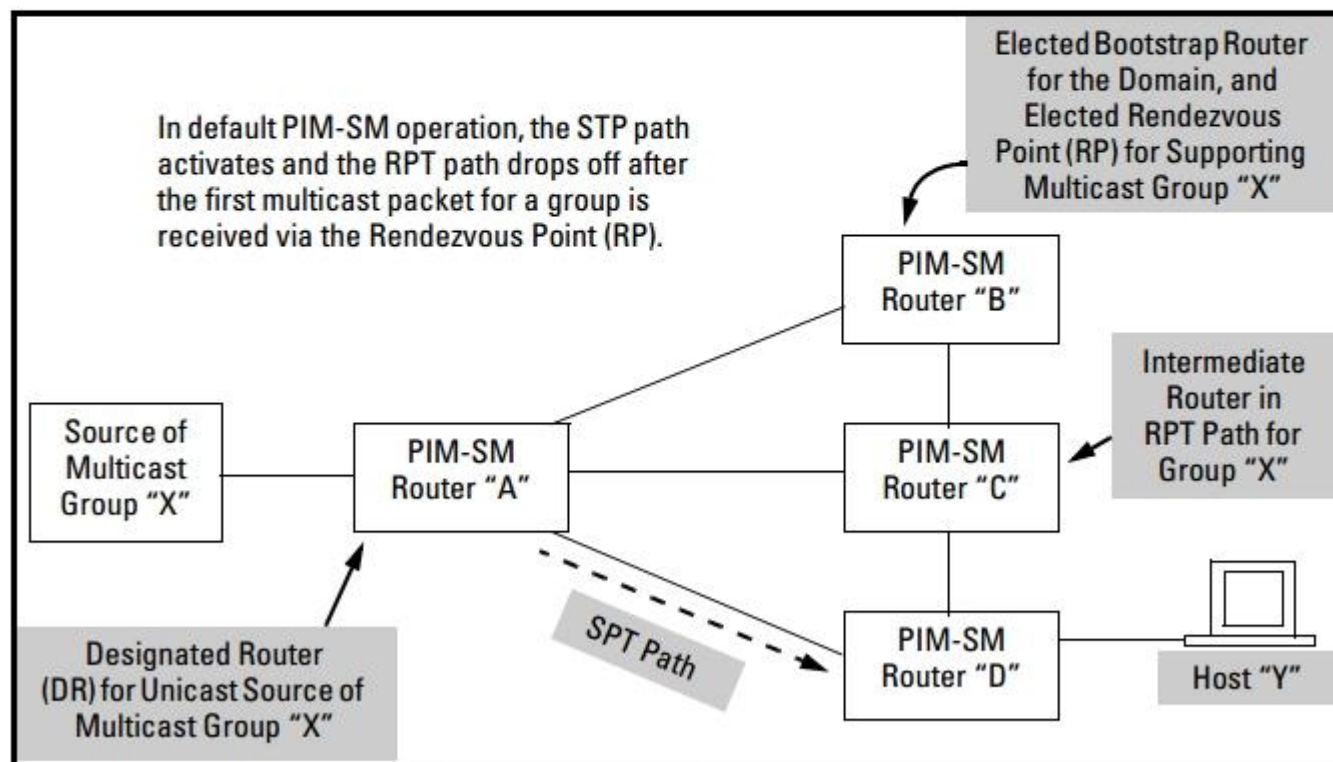 In default PIM-SM operation, the STP path
activates and the RPT path drops off after
the first multicast packet for a group is
received via the Rendezvous Point (RP).
Elected Bootstrap Router
for the Domain, and
Elected Rendezvous
Point (RP) for Supporting
Multicast Group “X”
PIM-SM
Router “B”
Intermediate
Router in
RPT Path for
Group “X”
Source of
Multicast
Group “X”
PIM-SM
Router “A”
PIM-SM
Router “C”
SPT Path
PIM-SM
Router “D”
Host “Y”
Designated Router
(DR) for Unicast Source of
Multicast Group “X”